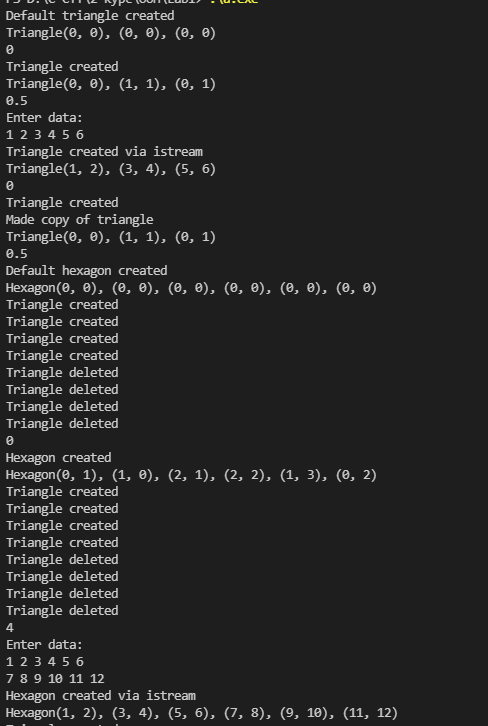 Default triangle created
Triangle(0, 0), (0, 0), (0, 0)
0
Triangle created
Triangle(0, 0), (1, 1), (0, 1)
0.5
Enter data:
1 2 3 4 5 6
Triangle created via istream
Triangle(1, 2), (3, 4), (5, 6)
0
Triangle created
Made copy of triangle
Triangle(0, 0), (1, 1), (0, 1)
0.5
Default hexagon created
Hexagon(0, 0), (0, 0), (0, 0), (0, 0), (0, 0), (0, 0)
Triangle created
Triangle created
Triangle created
Triangle created
Triangle deleted
Triangle deleted
Triangle deleted
Triangle deleted
0
Hexagon created
Hexagon(0, 1), (1, 0), (2, 1), (2, 2), (1, 3), (0, 2)
Triangle created
Triangle created
Triangle created
Triangle created
Triangle deleted
Triangle deleted
Triangle deleted
Triangle deleted
4
Enter data:
1 2 3 4 5 6
7 8 9 10 11 12
Hexagon created via istream
Hexagon(1, 2), (3, 4), (5, 6), (7, 8), (9, 10), (11, 12)